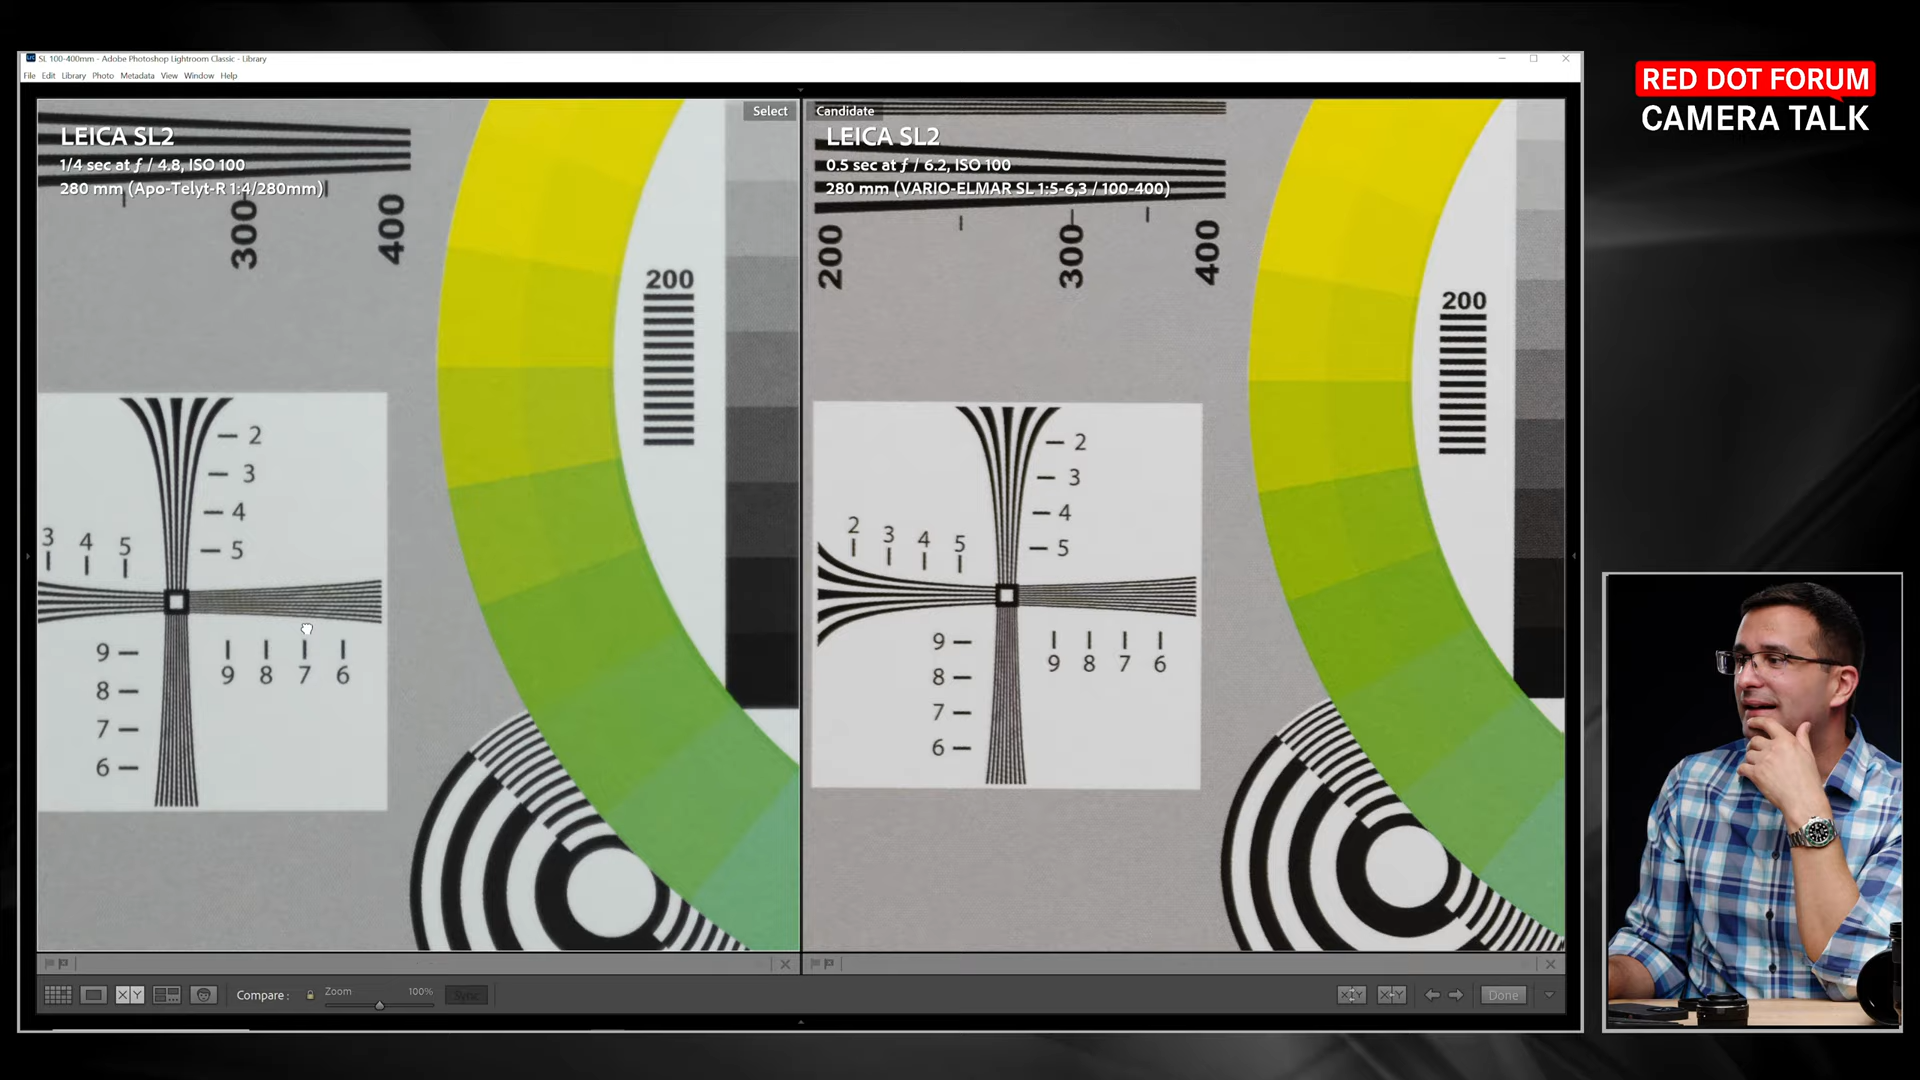 SL 100-400mm - Adobe Photoshop Lightroom Classic - Library
File Edit Library Photo Metadata View Window Help
RED DOT FORUM
CAMERA TALK
Select
LEICA SL2
1/4 sec at ƒ / 4.8, ISO 100
280 mm (Apo-Telyt-R 1:4/280mm)
300
400
200
2
3
4
5
3 4 5
9 8 7 6
9
8
7
6
Candidate
LEICA SL2
0.5 sec at ƒ / 6.2, ISO 100
280 mm (VARIO-ELMAR SL 1:5-6,3 / 100-400)
200
300
400
200
2
3
4
5
2 3 4 5
9 8 7 6
9
8
7
6
XY
Compare :
Zoom
100%
Sync
Done